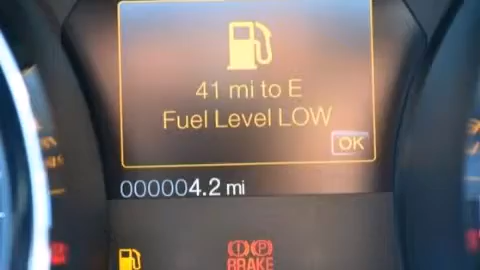 41 mi to E
Fuel Level LOW
OK
000004.2 mi
P
BRAKE